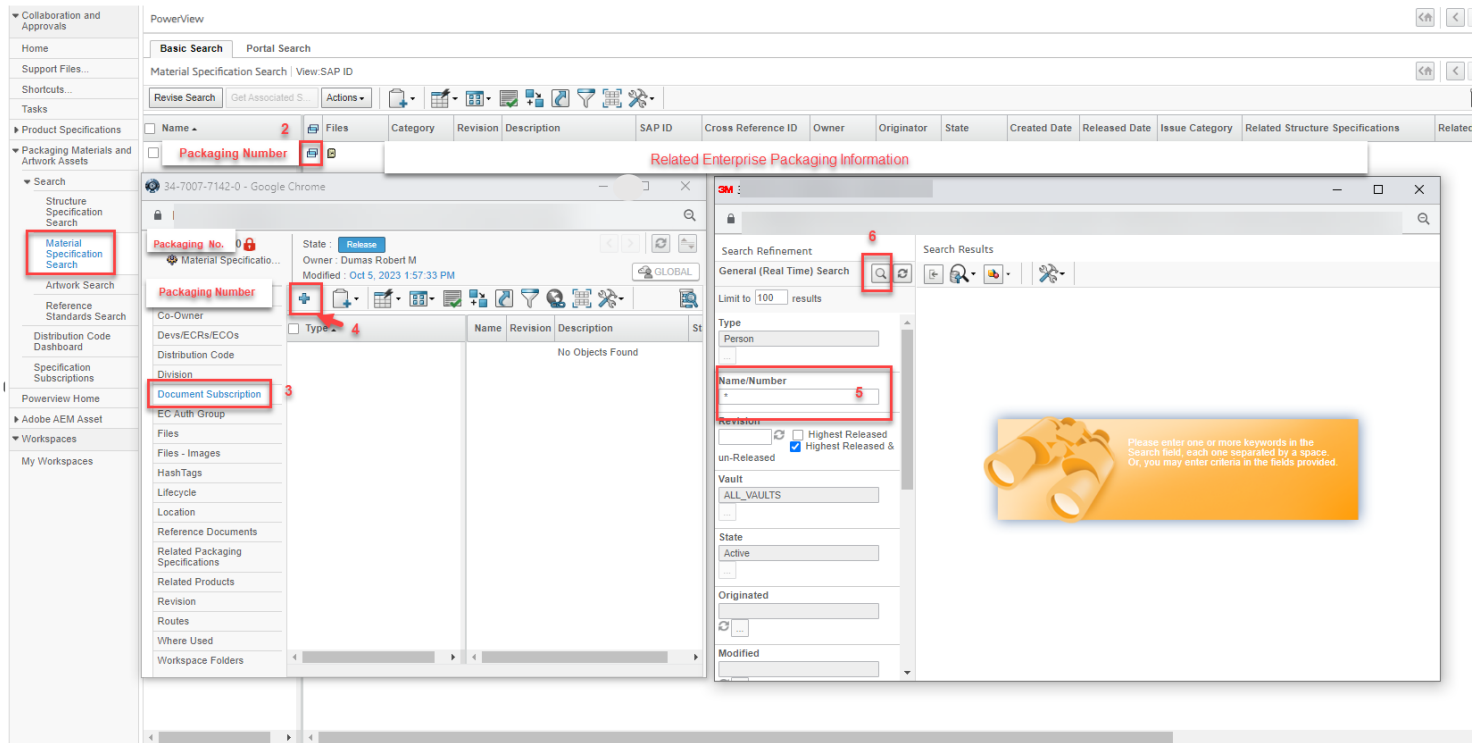 Collaboration and
Approvals
Home
Support Files...
Shortcuts...
Tasks
Product Specifications
Packaging Materials and
Artwork Assets
Search
Structure
Specification
Search
Material
Specification
Search
Artwork Search
Reference
Standards Search
Distribution Code
Dashboard
Specification
Subscriptions
Powerview Home
Adobe AEM Asset
Workspaces
My Workspaces
PowerView
Basic Search Portal Search
Material Specification Search | View:SAP ID
Revise Search Get Associated S... Actions
Name 2 Files Category Revision Description SAP ID Cross Reference ID Owner Originator State Created Date Released Date Issue Category Related Structure Specifications Related
Packaging Number
Related Enterprise Packaging Information
34-7007-7142-0 - Google Chrome
Packaging No. 0
Material Specificatio...
State : Release
Owner : Dumas Robert M
Modified : Oct 5, 2023 1:57:33 PM
GLOBAL
Packaging Number
4
Type Name Revision Description St
No Objects Found
Co-Owner
Devs/ECRs/ECOs
Distribution Code
Division
Document Subscription 3
EC Auth Group
Files
Files - Images
HashTags
Lifecycle
Location
Reference Documents
Related Packaging
Specifications
Related Products
Revision
Routes
Where Used
Workspace Folders
3M :
Search Refinement
6
Search Results
General (Real Time) Search
Limit to 100 results
Type
Person
...
Name/Number
* 5
Revision
Highest Released
Highest Released &
un-Released
Vault
ALL_VAULTS
...
State
Active
...
Originated
...
Modified
Please enter one or more keywords in the
Search field, each one separated by a space.
Or, you may enter criteria in the fields provided.